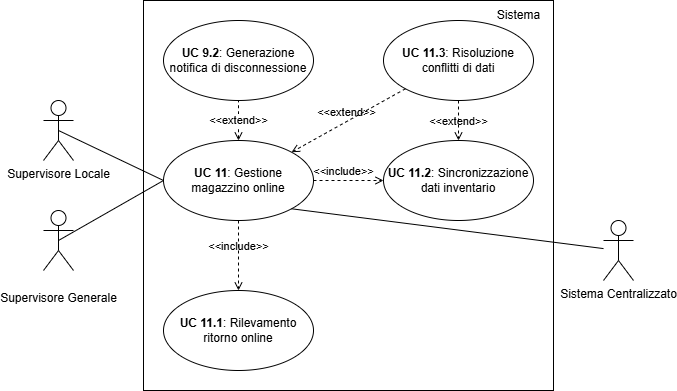 Sistema
UC 9.2: Generazione
notifica di disconnessione
UC 11.3: Risoluzione
conflitti di dati
<<extend>>
<<extend>>
<<extend>>
Supervisore Locale
UC 11: Gestione
magazzino online
<<include>>
UC 11.2: Sincronizzazione
dati inventario
<<include>>
Supervisore Generale
Sistema Centralizzato
UC 11.1: Rilevamento
ritorno online